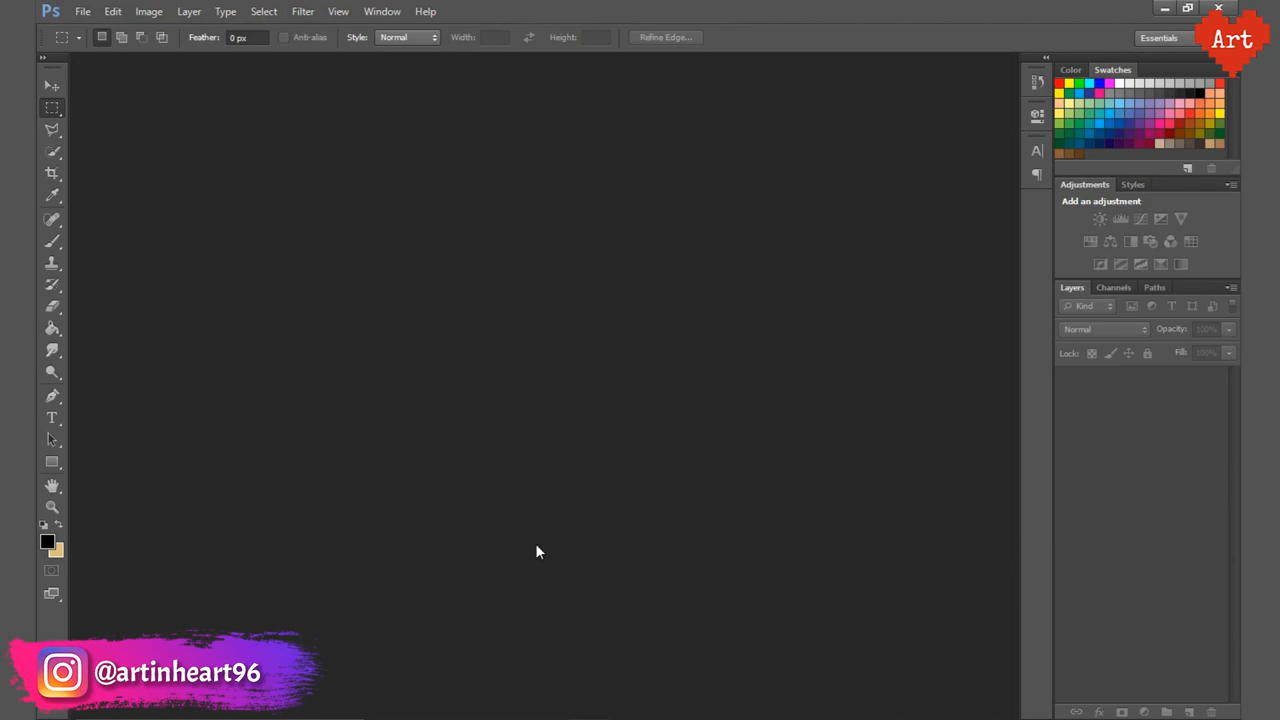 Ps File Edit Image Layer Type Select Filter View Window Help
Feather: 0 px Anti-alias Style: Normal Width: Height: Refine Edge... Essentials
Art
Color Swatches
Adjustments Styles
Add an adjustment
Layers Channels Paths
Kind
Normal Opacity: 100%
Lock: Fill: 100%
@artinheart96